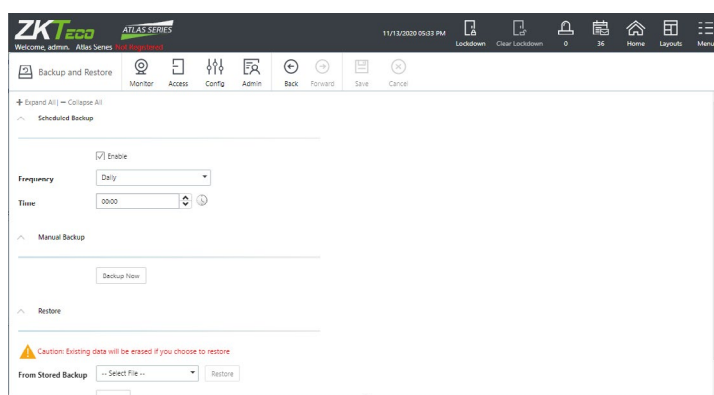 ZKTeco ATLAS SERIES
Welcome, admin. Atlas Series Not Registered
11/13/2020 05:33 PM
Lockdown Clear Lockdown 0 36 Home Layouts Menu
Backup and Restore
Monitor Access Config Admin Back Forward Save Cancel
+ Expand All | − Collapse All
Scheduled Backup
Enable
Frequency Daily
Time 00:00
Manual Backup
Backup Now
Restore
Caution: Existing data will be erased if you choose to restore
From Stored Backup -- Select File -- Restore